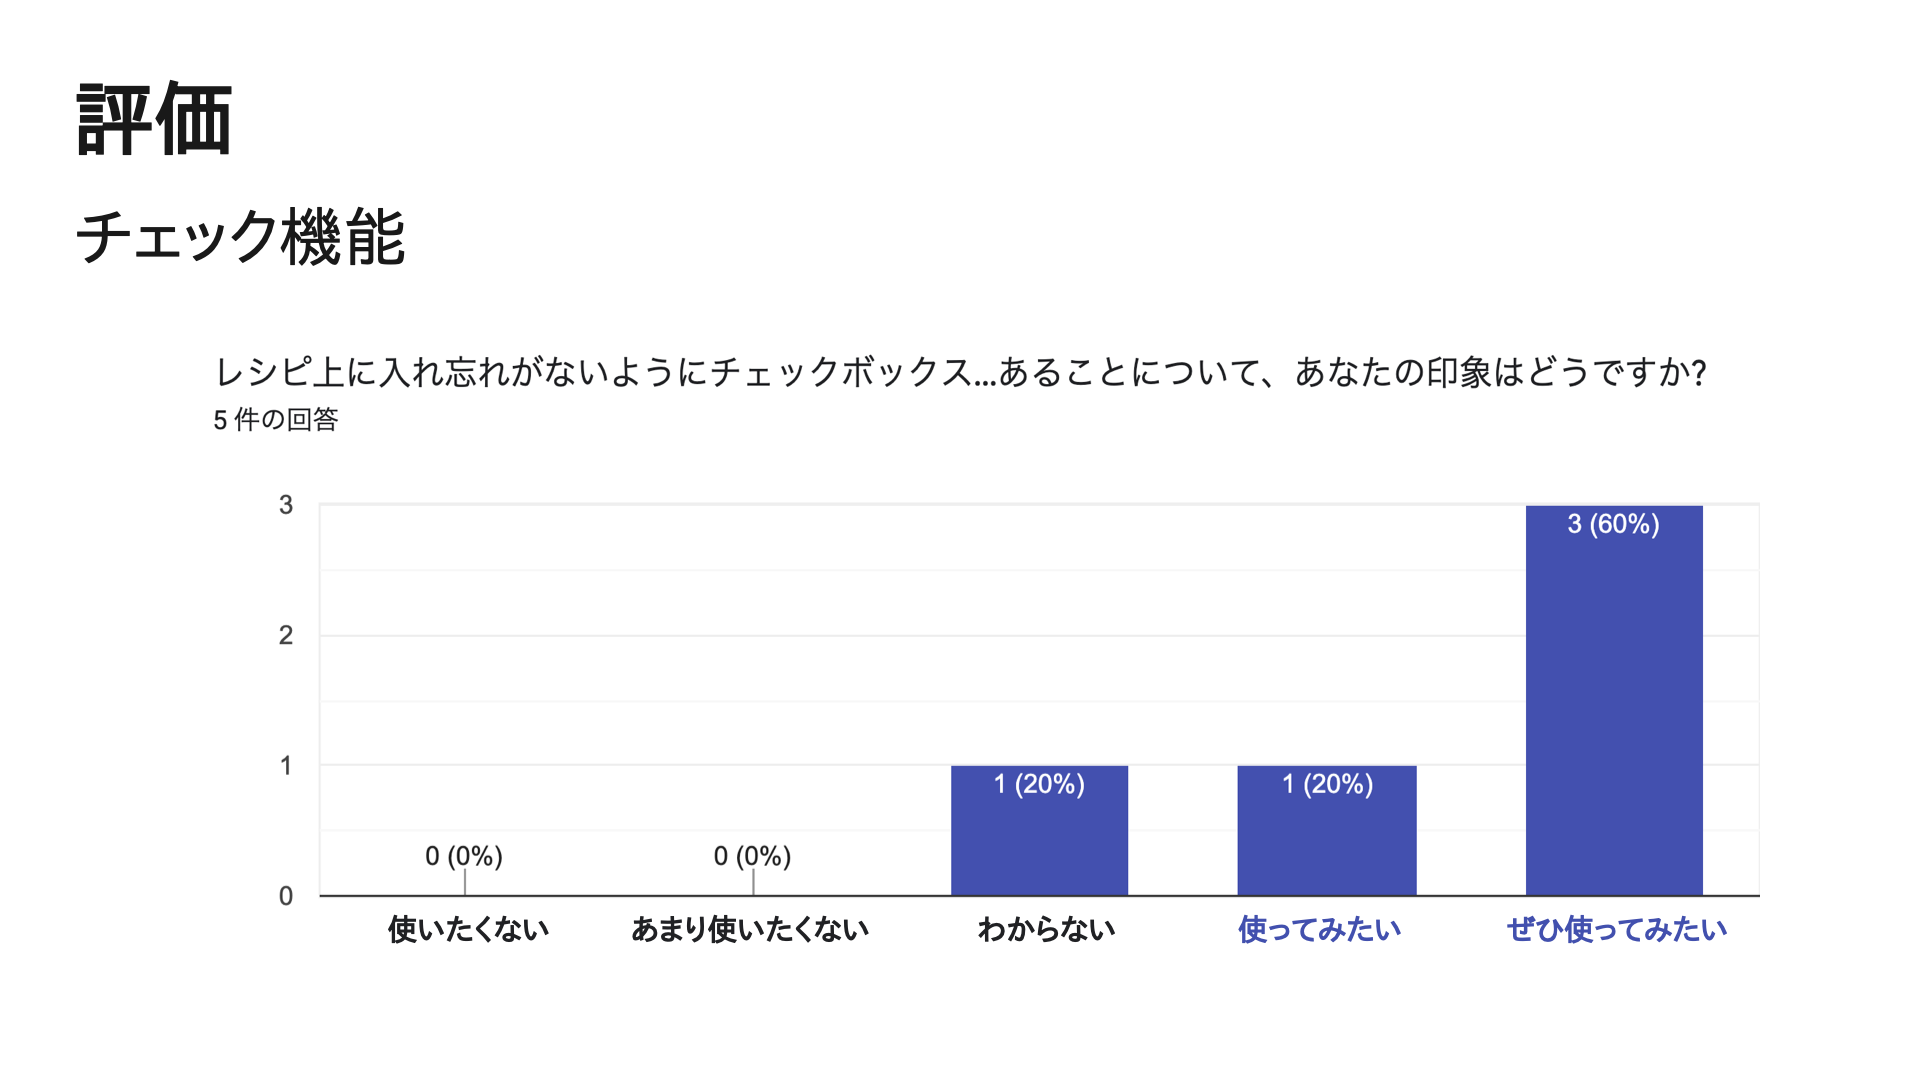 評価
チェック機能
レシピ上に入れ忘れがないようにチェックボックス...あることについて、あなたの印象はどうですか?
5 件の回答
3
2
1
0
0 (0%)
0 (0%)
1 (20%)
1 (20%)
3 (60%)
使いたくない
あまり使いたくない
わからない
使ってみたい
ぜひ使ってみたい